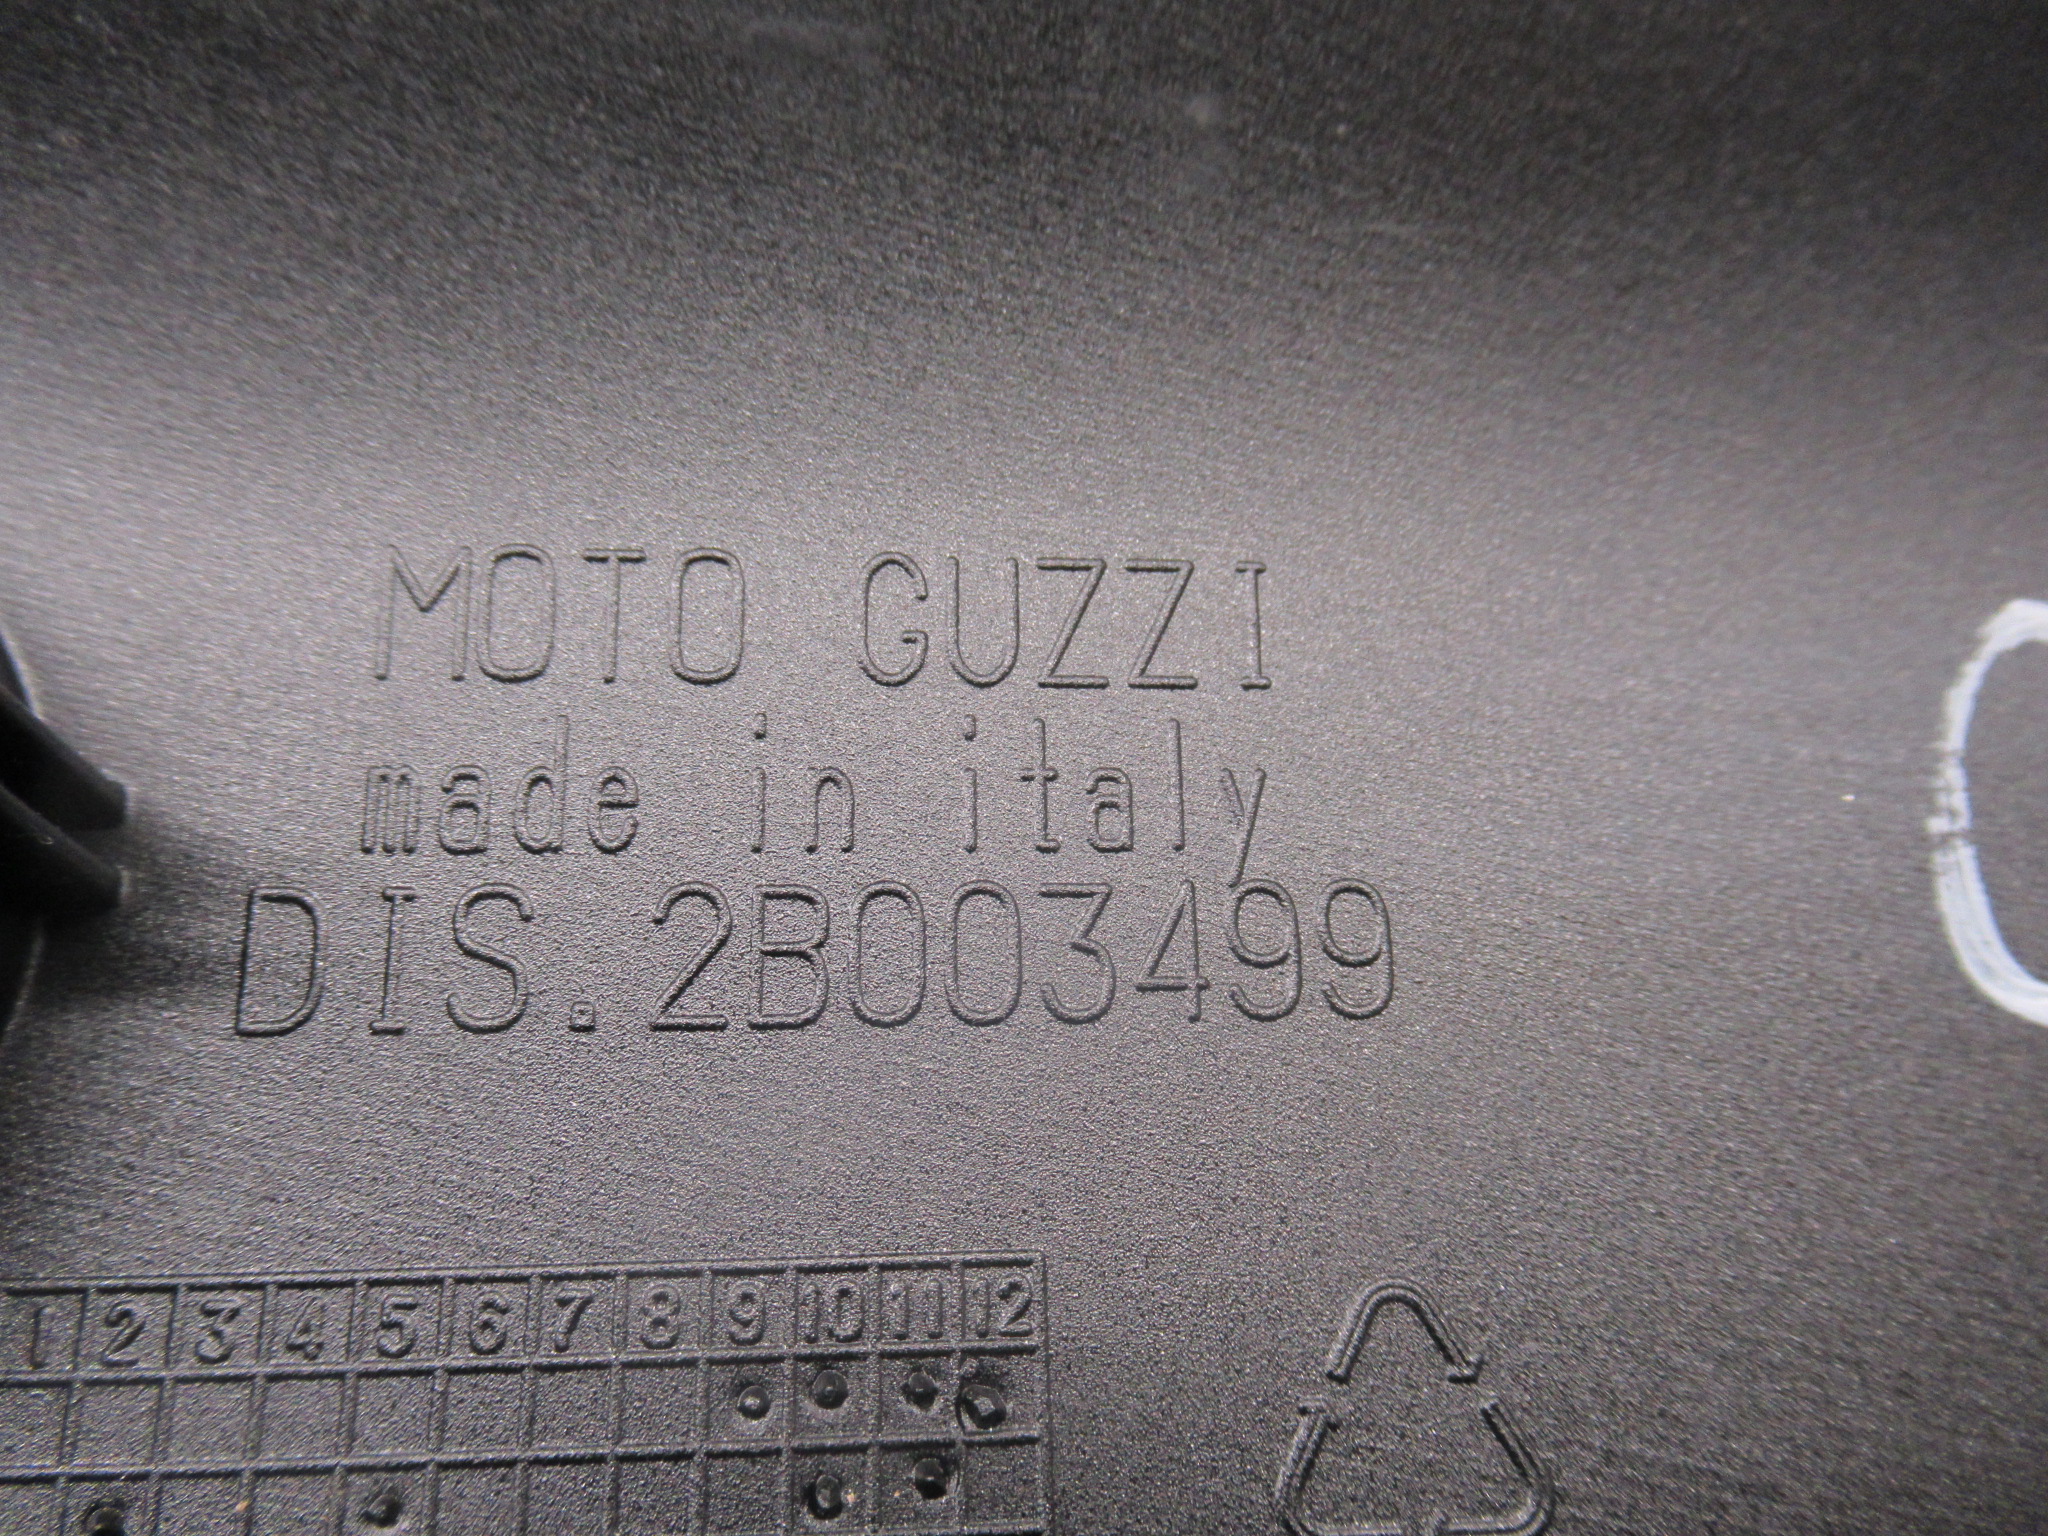 MOTO GUZZI
made in italy
DIS.2B003499
1 2 3 4 5 6 7 8 9 10 11 12